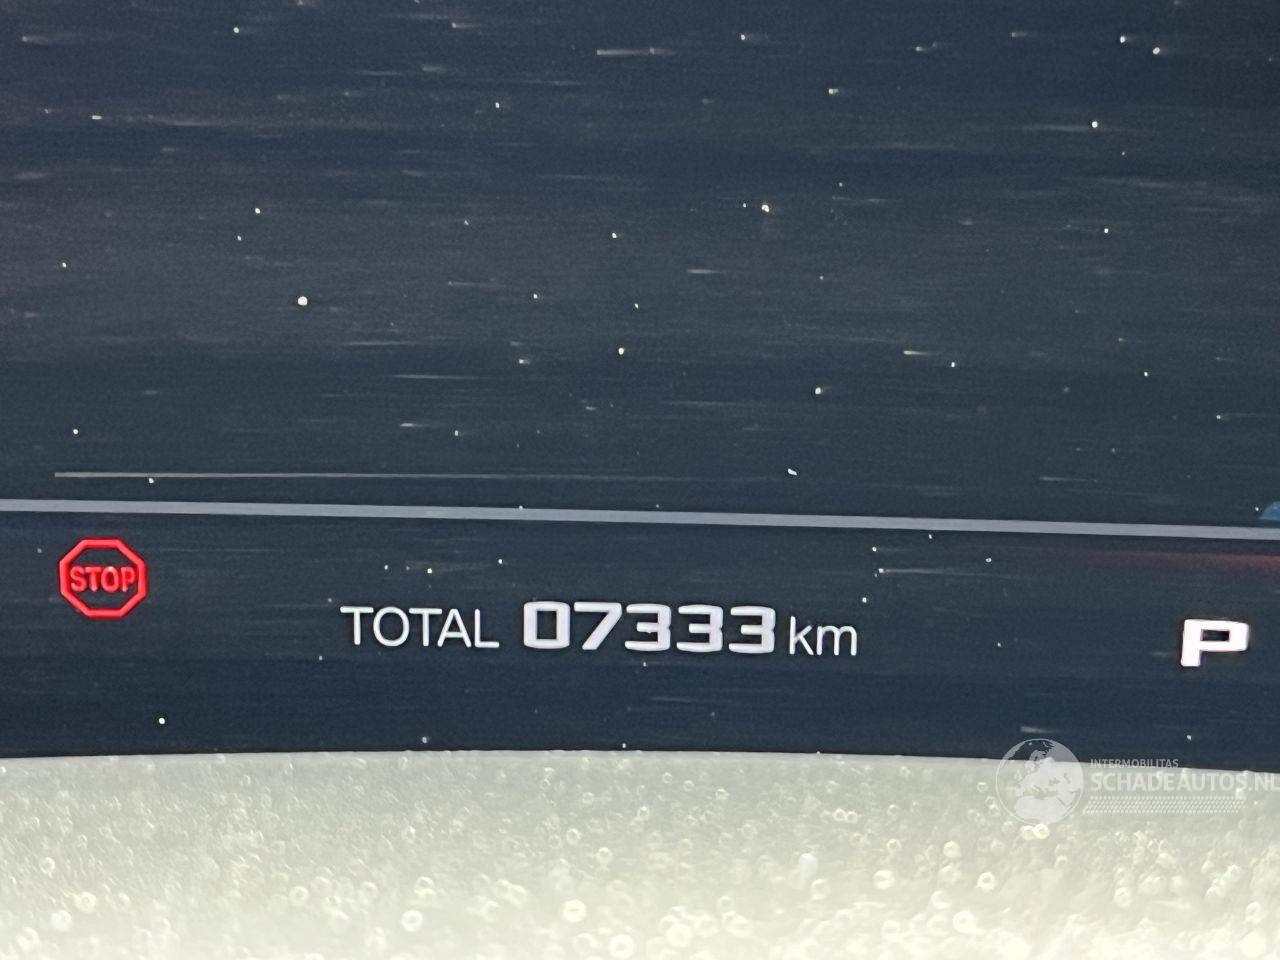 STOP
TOTAL 07333 km
P
INTERMOBILITAS
SCHADEAUTOS.NL